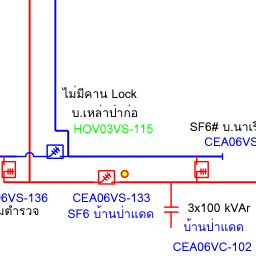 ไม่มีคาน Lock
บ.เหล่าป่าก่อ
HOV03VS-115
SF6# บ.นาเ
CEA06VS
06VS-136
มตำรวจ
CEA06VS-133
SF6 บ้านป่าแดด
3x100 kVAr
บ้านป่าแดด
CEA06VC-102